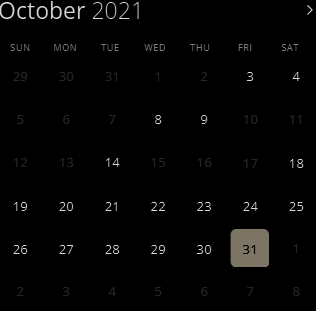 October 2021 >
SUN MON TUE WED THU FRI SAT
29 30 31 1 2 3 4
5 6 7 8 9 10 11
12 13 14 15 16 17 18
19 20 21 22 23 24 25
26 27 28 29 30 31 1
2 3 4 5 6 7 8